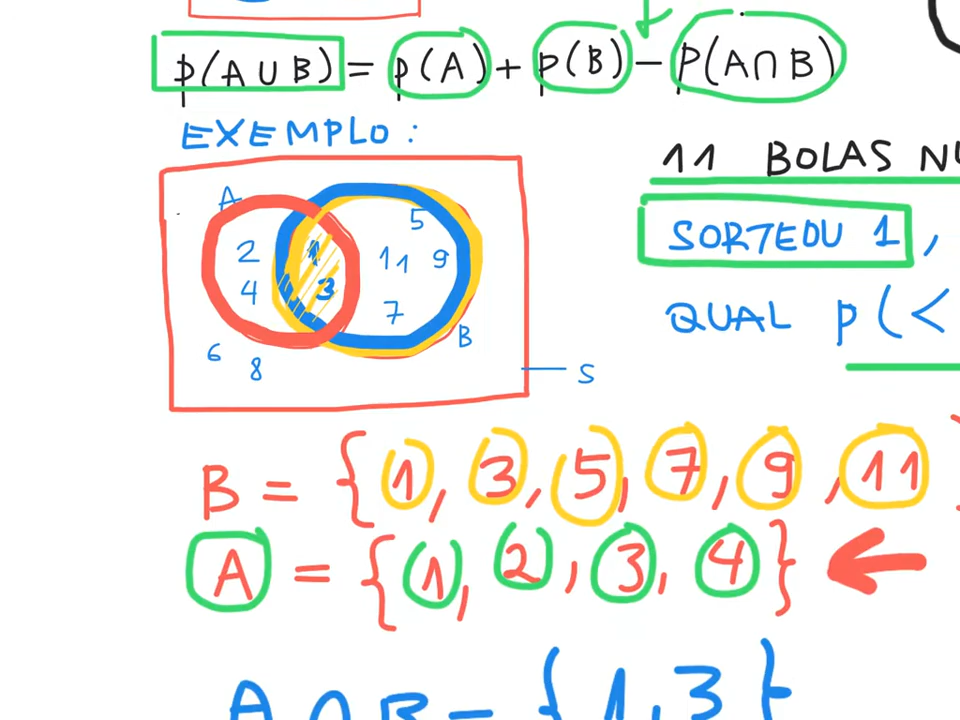 p(A∪B) = p(A) + p(B) - p(A∩B)
EXEMPLO:
11 BOLAS NU
SORTEOU 1,
QUAL p(<
A
2 4 1 3 5 11 9 7
B
6 8
S
B = {1, 3, 5, 7, 9, 11}
A = {1, 2, 3, 4}
A∩B = {1,3}